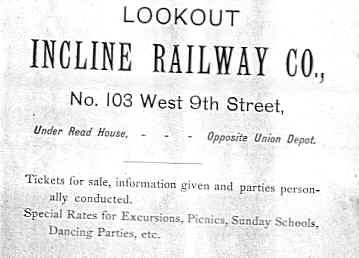 LOOKOUT
INCLINE RAILWAY CO.,
No. 103 West 9th Street,
Under Read House, - - - Opposite Union Depot.
Tickets for sale, information given and parties person-
ally conducted.
Special Rates for Excursions, Picnics, Sunday Schools,
Dancing Parties, etc.